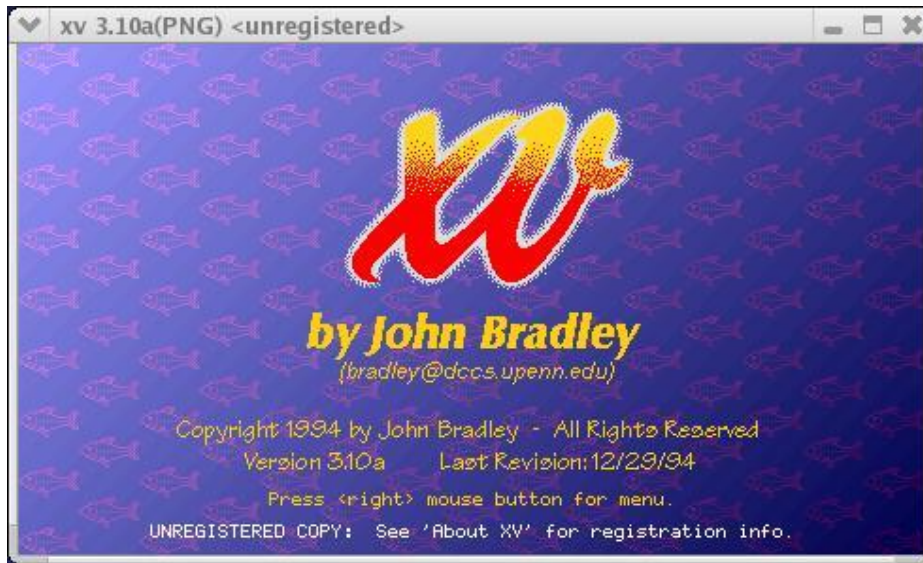 xv 3.10a(PNG) <unregistered>
xv
by John Bradley
(bradley@dccs.upenn.edu)
Copyright 1994 by John Bradley - All Rights Reserved
Version 3.10a Last Revision: 12/29/94
Press <right> mouse button for menu.
UNREGISTERED COPY: See 'About XV' for registration info.